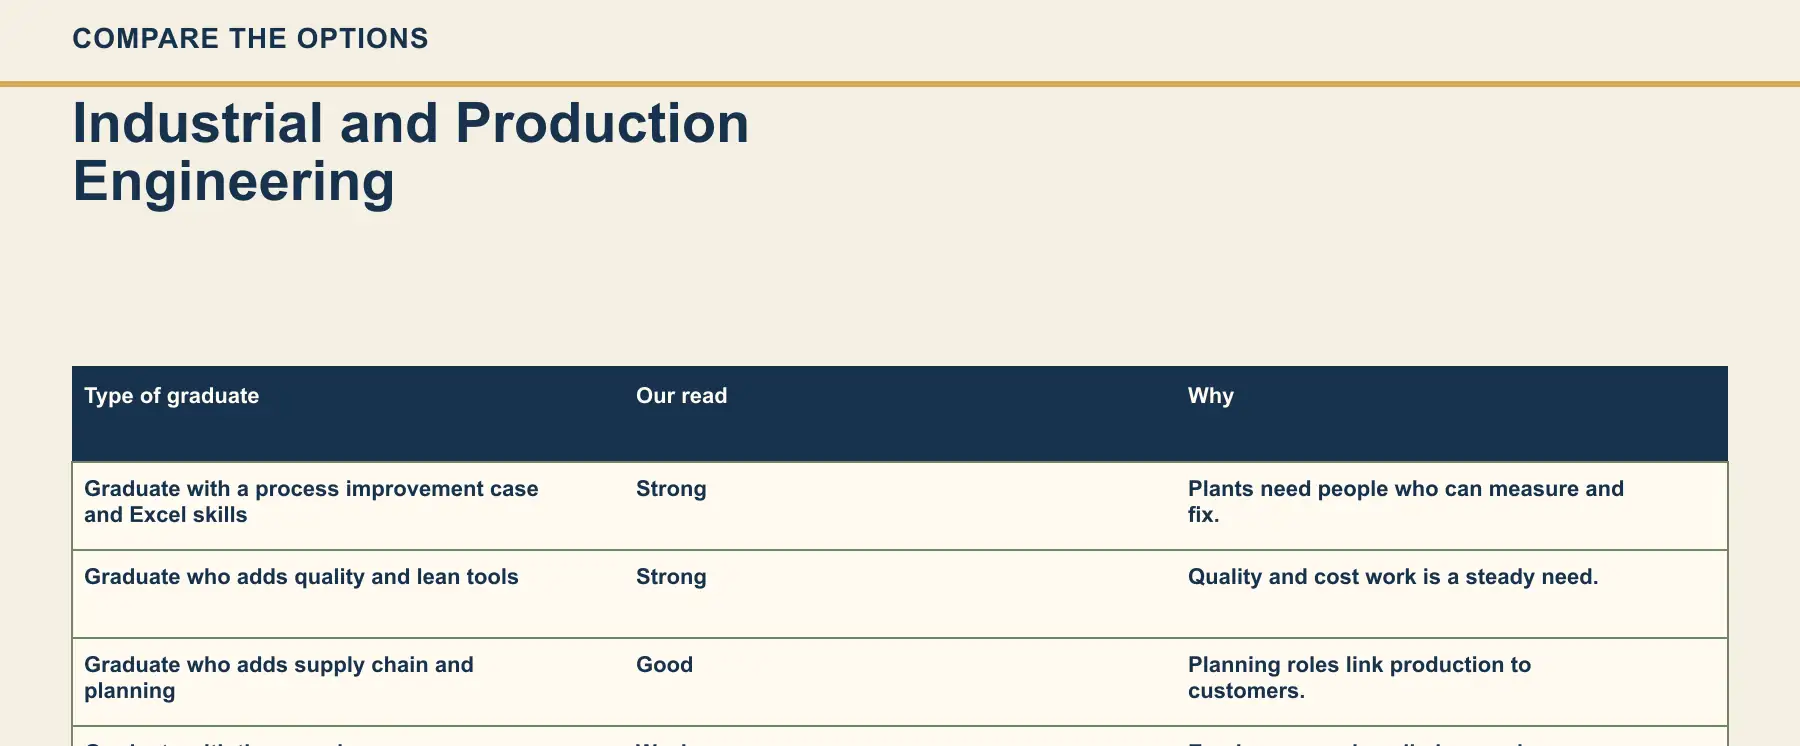 COMPARE THE OPTIONS
Industrial and Production
Engineering
Type of graduate
Our read
Why
Graduate with a process improvement case
and Excel skills
Strong
Plants need people who can measure and
fix.
Graduate who adds quality and lean tools
Strong
Quality and cost work is a steady need.
Graduate who adds supply chain and
planning
Good
Planning roles link production to
customers.